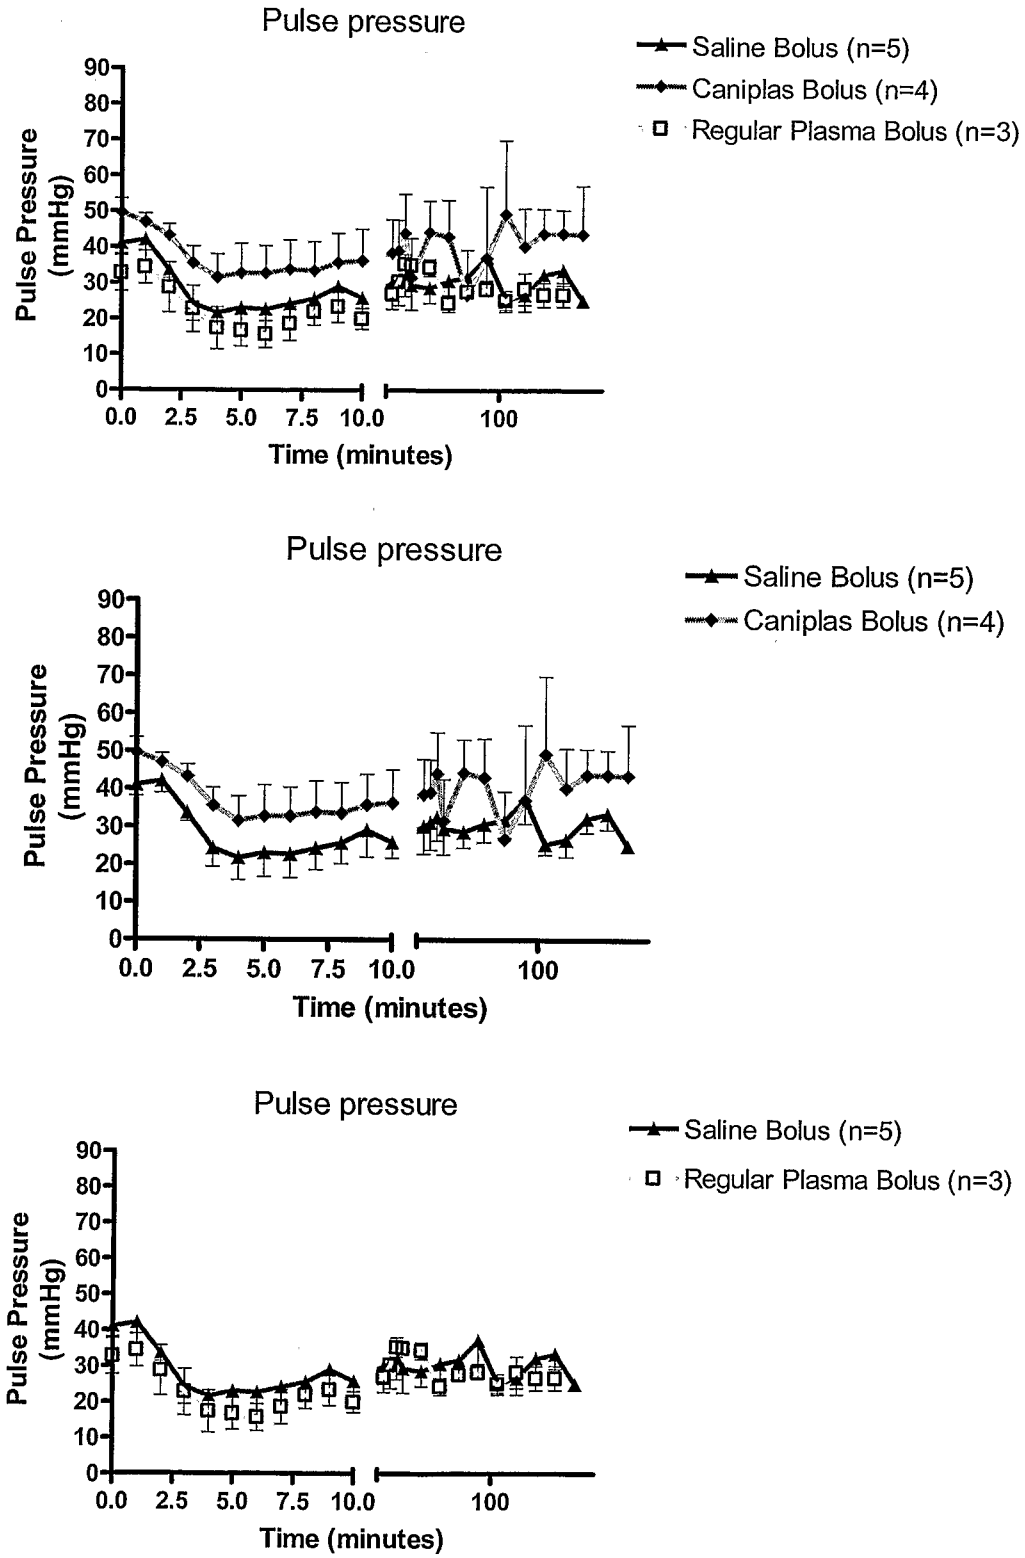 Pulse pressure
Saline Bolus (n=5)
Caniplas Bolus (n=4)
Regular Plasma Bolus (n=3)
Pulse Pressure
(mmHg)
90
80
70
60
50
40
30
20
10
0
0.0 2.5 5.0 7.5 10.0 100
Time (minutes)
Pulse pressure
Saline Bolus (n=5)
Caniplas Bolus (n=4)
Pulse Pressure
(mmHg)
90
80
70
60
50
40
30
20
10
0
0.0 2.5 5.0 7.5 10.0 100
Time (minutes)
Pulse pressure
Saline Bolus (n=5)
Regular Plasma Bolus (n=3)
Pulse Pressure
(mmHg)
90
80
70
60
50
40
30
20
10
0
0.0 2.5 5.0 7.5 10.0 100
Time (minutes)